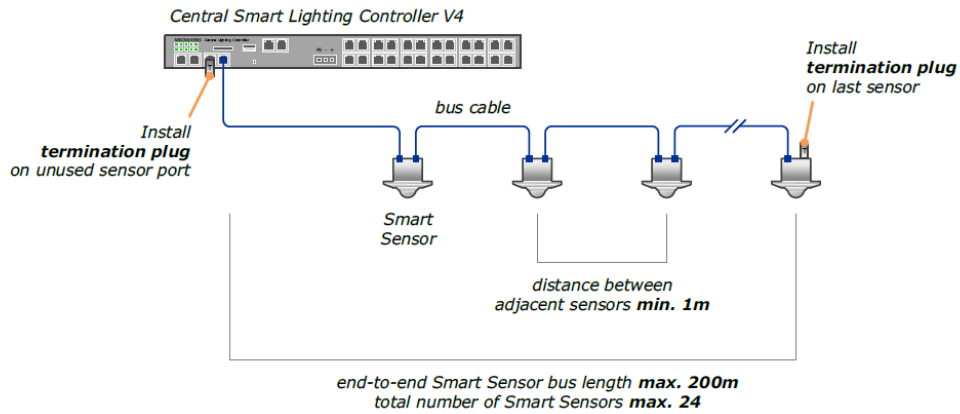 Central Smart Lighting Controller V4
Install
termination plug
on last sensor
bus cable
Install
termination plug
on unused sensor port
Smart
Sensor
distance between
adjacent sensors min. 1m
end-to-end Smart Sensor bus length max. 200m
total number of Smart Sensors max. 24